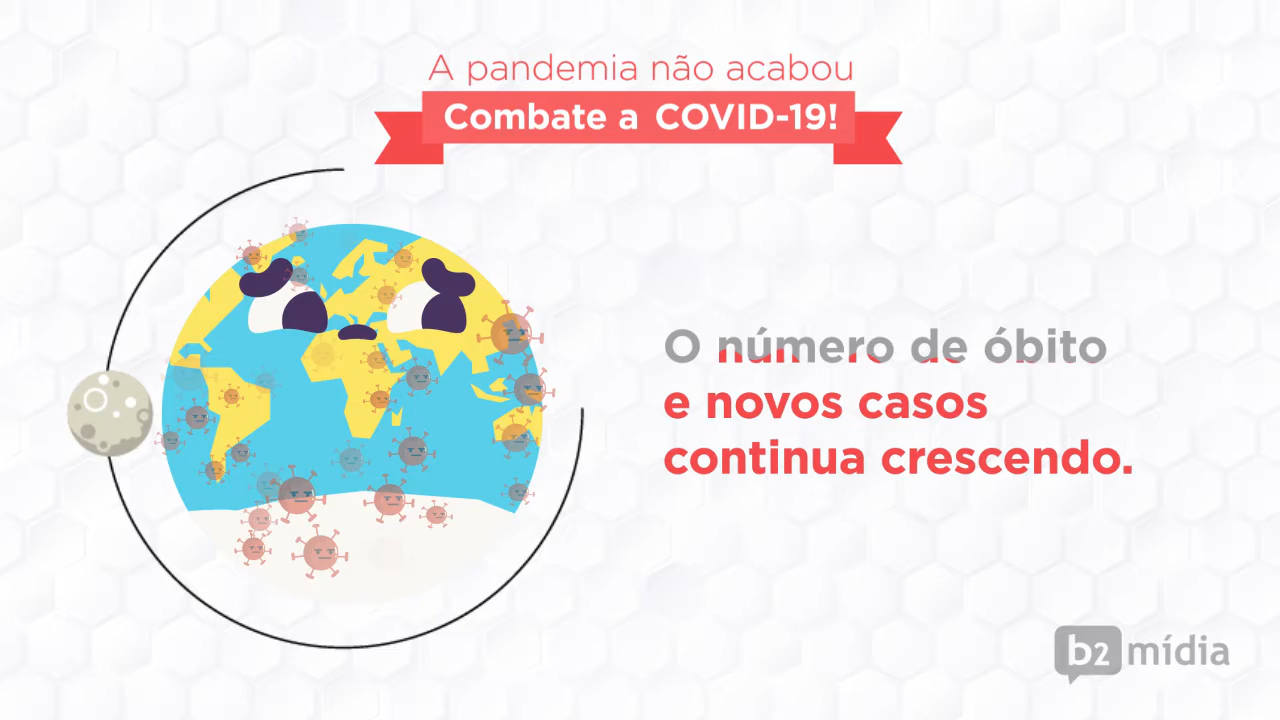 A pandemia não acabou
Combate a COVID-19!
O número de óbito
e novos casos
continua crescendo.
b2 mídia